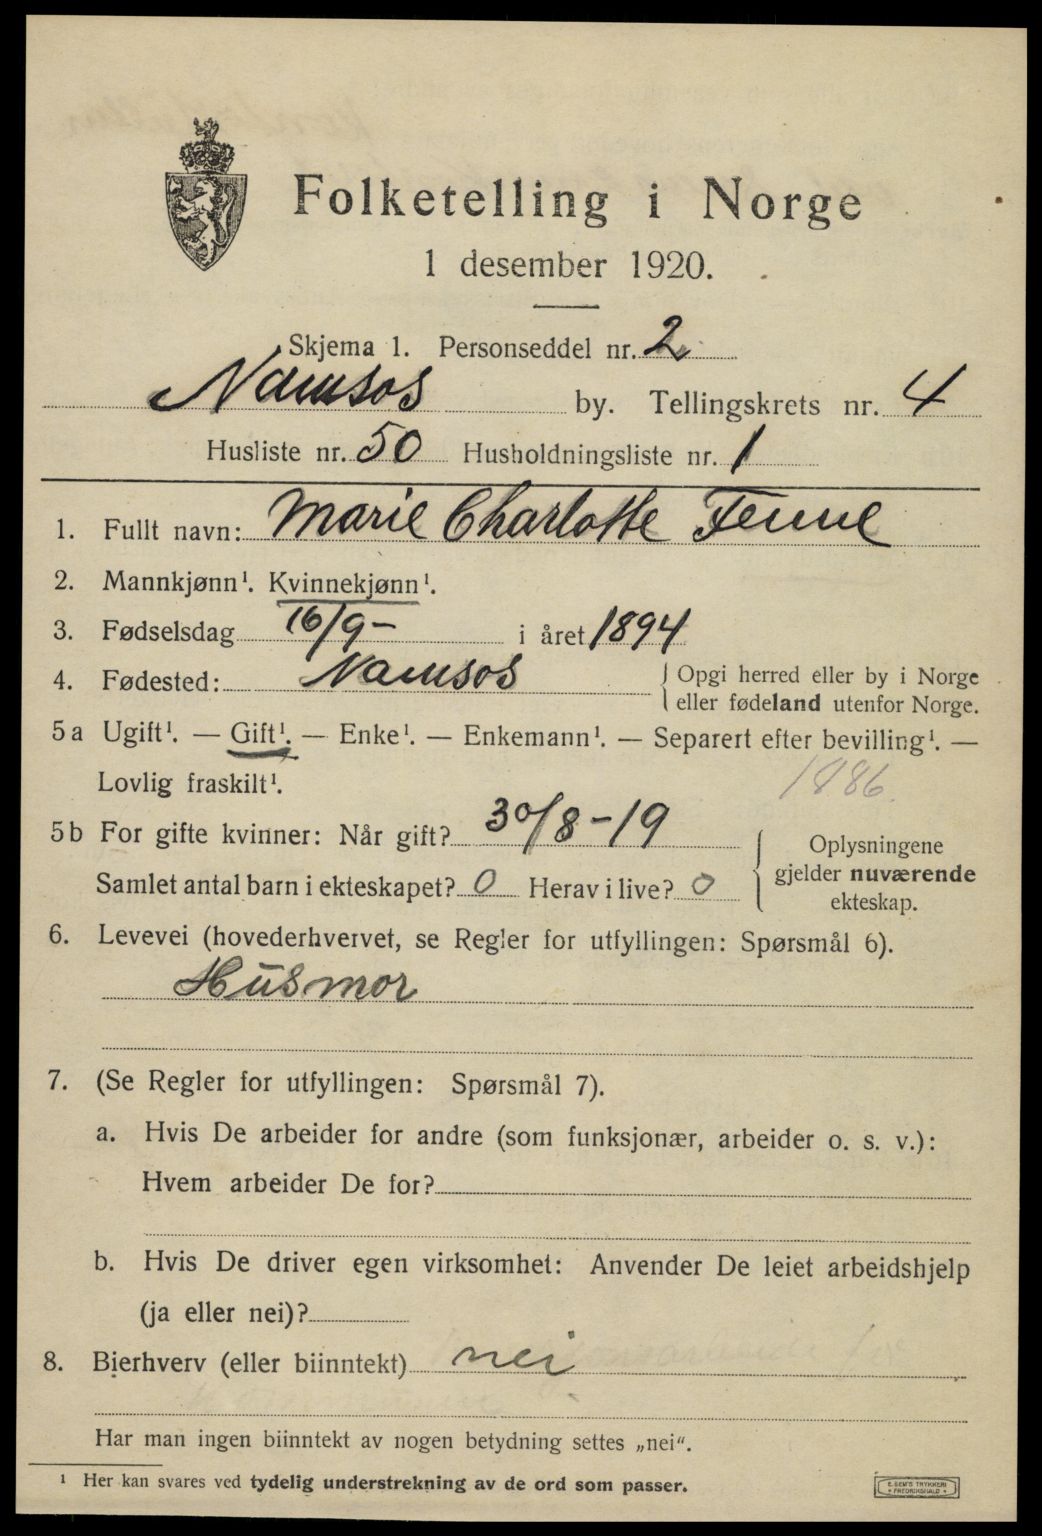 Folketelling i Norge
1 desember 1920.
Skjema 1. Personseddel nr. 2
Namsos by. Tellingskrets nr. 4
Husliste nr. 50 Husholdningsliste nr. 1
1. Fullt navn: Marie Charlotte Fenne
2. Mannkjønn¹. Kvinnekjønn¹.
3. Fødselsdag 16/9- i året 1894
4. Fødested: Namsos
Opgi herred eller by i Norge
eller fødeland utenfor Norge.
5a Ugift¹. — Gift¹. — Enke¹. — Enkemann¹. — Separert efter bevilling¹. —
Lovlig fraskilt¹.
1886
5b For gifte kvinner: Når gift? 30/8-19
Samlet antal barn i ekteskapet? 0 Herav i live? 0
Oplysningene
gjelder nuværende
ekteskap.
6. Levevei (hovederhvervet, se Regler for utfyllingen: Spørsmål 6).
Husmor
7. (Se Regler for utfyllingen: Spørsmål 7).
a. Hvis De arbeider for andre (som funksjonær, arbeider o. s. v.):
Hvem arbeider De for?
b. Hvis De driver egen virksomhet: Anvender De leiet arbeidshjelp
(ja eller nei)?
8. Bierhverv (eller biinntekt) nei
Har man ingen biinntekt av nogen betydning settes „nei“.
¹ Her kan svares ved tydelig understrekning av de ord som passer.
E. SEM'S TRYKKERI
• FREDRIKSHALD •